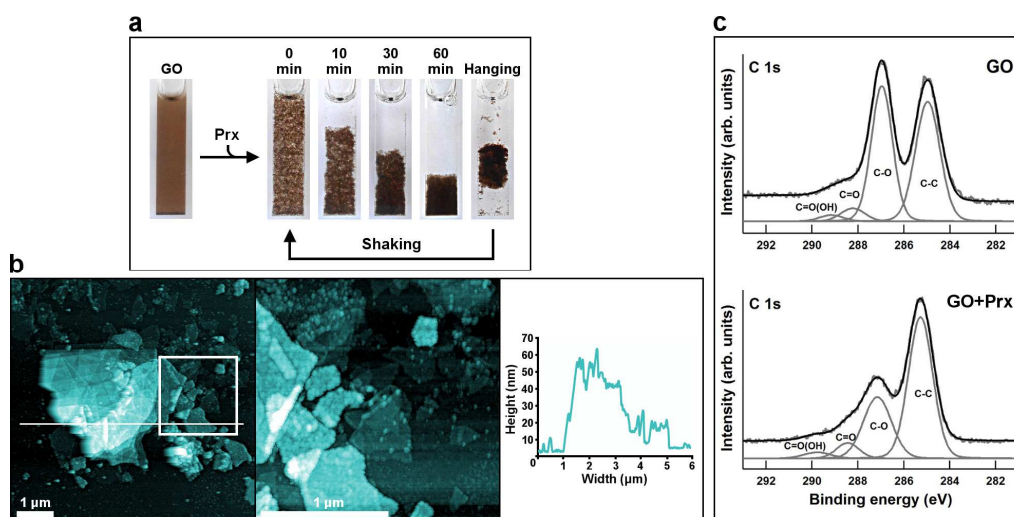 a
0 10 30 60 Hanging
GO min min min min
Prx
Shaking
b
1 µm
1 µm
Height (nm)
70
60
50
40
30
20
10
0 1 2 3 4 5 6
Width (µm)
c
C 1s GO
Intensity (arb. units)
C=O(OH) C=O C-O C-C
292 290 288 286 284 282
C 1s GO+Prx
Intensity (arb. units)
C=O(OH) C=O C-O C-C
292 290 288 286 284 282
Binding energy (eV)